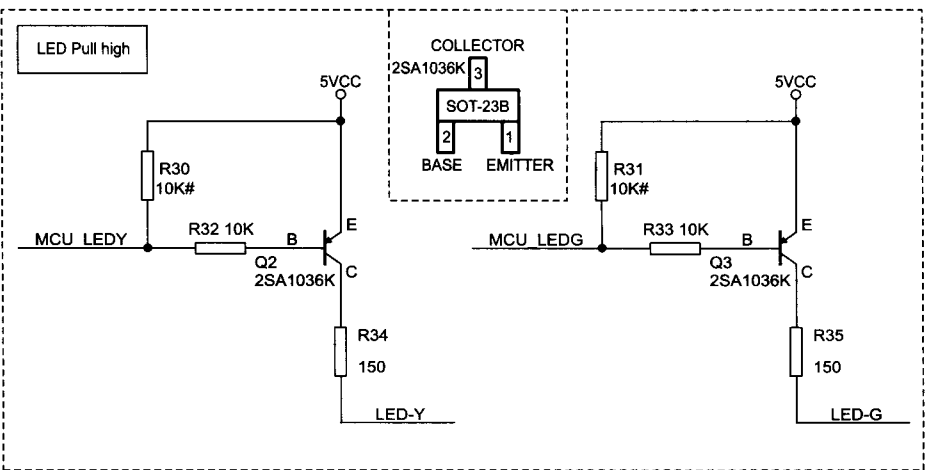 LED Pull high
COLLECTOR
2SA1036K
3
SOT-23B
2
1
BASE
EMITTER
5VCC
R30
10K#
MCU_LEDY
R32 10K
B
E
C
Q2
2SA1036K
R34
150
LED-Y
5VCC
R31
10K#
MCU_LEDG
R33 10K
B
E
C
Q3
2SA1036K
R35
150
LED-G